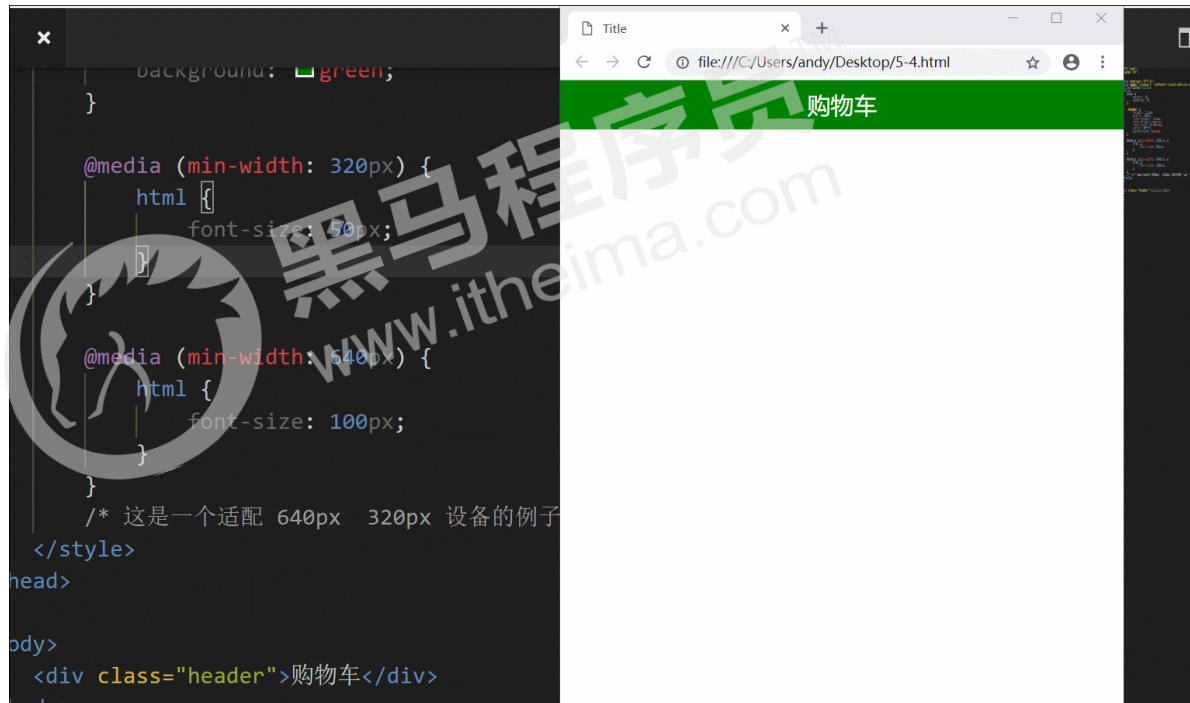 background: green;
}
@media (min-width: 320px) {
html {
font-size: 50px;
}
}
@media (min-width: 640px) {
html {
font-size: 100px;
}
}
/* 这是一个适配 640px 320px 设备的例子
</style>
head>
ody>
<div class="header">购物车</div>
Title
file:///C:/Users/andy/Desktop/5-4.html
购物车
黑马程序员™
www.itheima.com